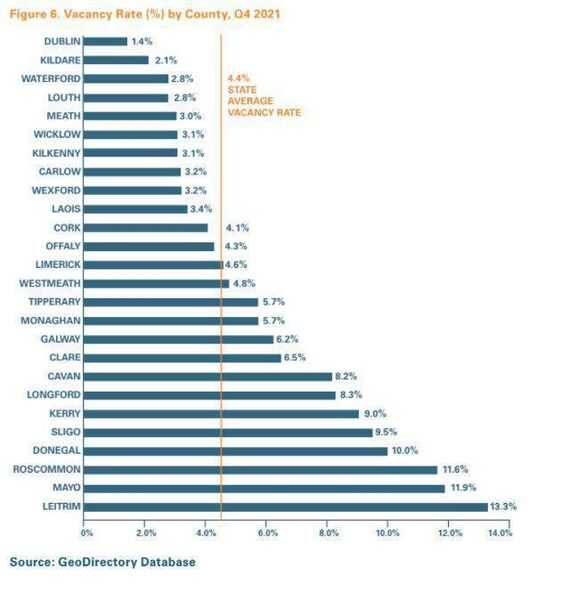 Figure 6. Vacancy Rate (%) by County, Q4 2021
DUBLIN 1.4%
KILDARE 2.1%
WATERFORD 2.8%
4.4%
LOUTH 2.8%
STATE
AVERAGE
MEATH 3.0%
VACANCY RATE
WICKLOW 3.1%
KILKENNY 3.1%
CARLOW 3.2%
WEXFORD 3.2%
LAOIS 3.4%
CORK 4.1%
OFFALY 4.3%
LIMERICK 4.6%
WESTMEATH 4.8%
TIPPERARY 5.7%
MONAGHAN 5.7%
GALWAY 6.2%
CLARE 6.5%
CAVAN 8.2%
LONGFORD 8.3%
KERRY 9.0%
SLIGO 9.5%
DONEGAL 10.0%
ROSCOMMON 11.6%
MAYO 11.9%
LEITRIM 13.3%
0% 2.0% 4.0% 6.0% 8.0% 10.0% 12.0% 14.0%
Source: GeoDirectory Database